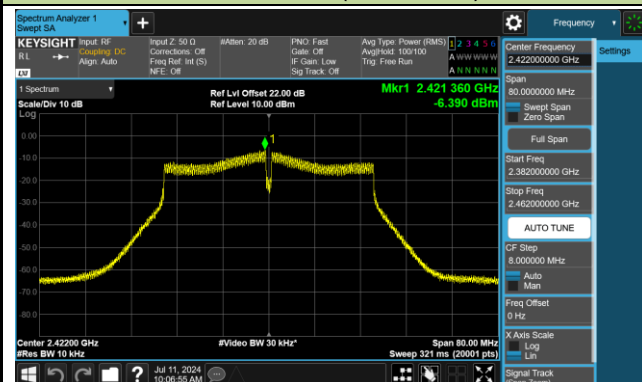 Spectrum Analyzer 1
Swept SA
Frequency
KEYSIGHT
Input: RF
Coupling: DC
Align: Auto
Input Z: 50 Ω
Corrections: Off
Freq Ref: Int (S)
NFE: Off
#Atten: 20 dB
PNO: Fast
Gate: Off
IF Gain: Low
Sig Track: Off
Avg Type: Power (RMS)
Avg|Hold: 100/100
Trig: Free Run
1 2 3 4 5 6
A W W W W W
A N N N N N
RL
LXI
1 Spectrum
Scale/Div 10 dB
Log
Ref Lvl Offset 22.00 dB
Ref Level 10.00 dBm
Mkr1 2.421 360 GHz
-6.390 dBm
1
0.00
-10.0
-20.0
-30.0
-40.0
-50.0
-60.0
-70.0
-80.0
Center 2.42200 GHz
#Res BW 10 kHz
#Video BW 30 kHz*
Span 80.00 MHz
Sweep 321 ms (20001 pts)
Jul 11, 2024
10:06:55 AM
Center Frequency
2.422000000 GHz
Settings
Span
80.0000000 MHz
Swept Span
Zero Span
Full Span
Start Freq
2.382000000 GHz
Stop Freq
2.462000000 GHz
AUTO TUNE
CF Step
8.000000 MHz
Auto
Man
Freq Offset
0 Hz
X Axis Scale
Log
Lin
Signal Track
(Span Zoom)